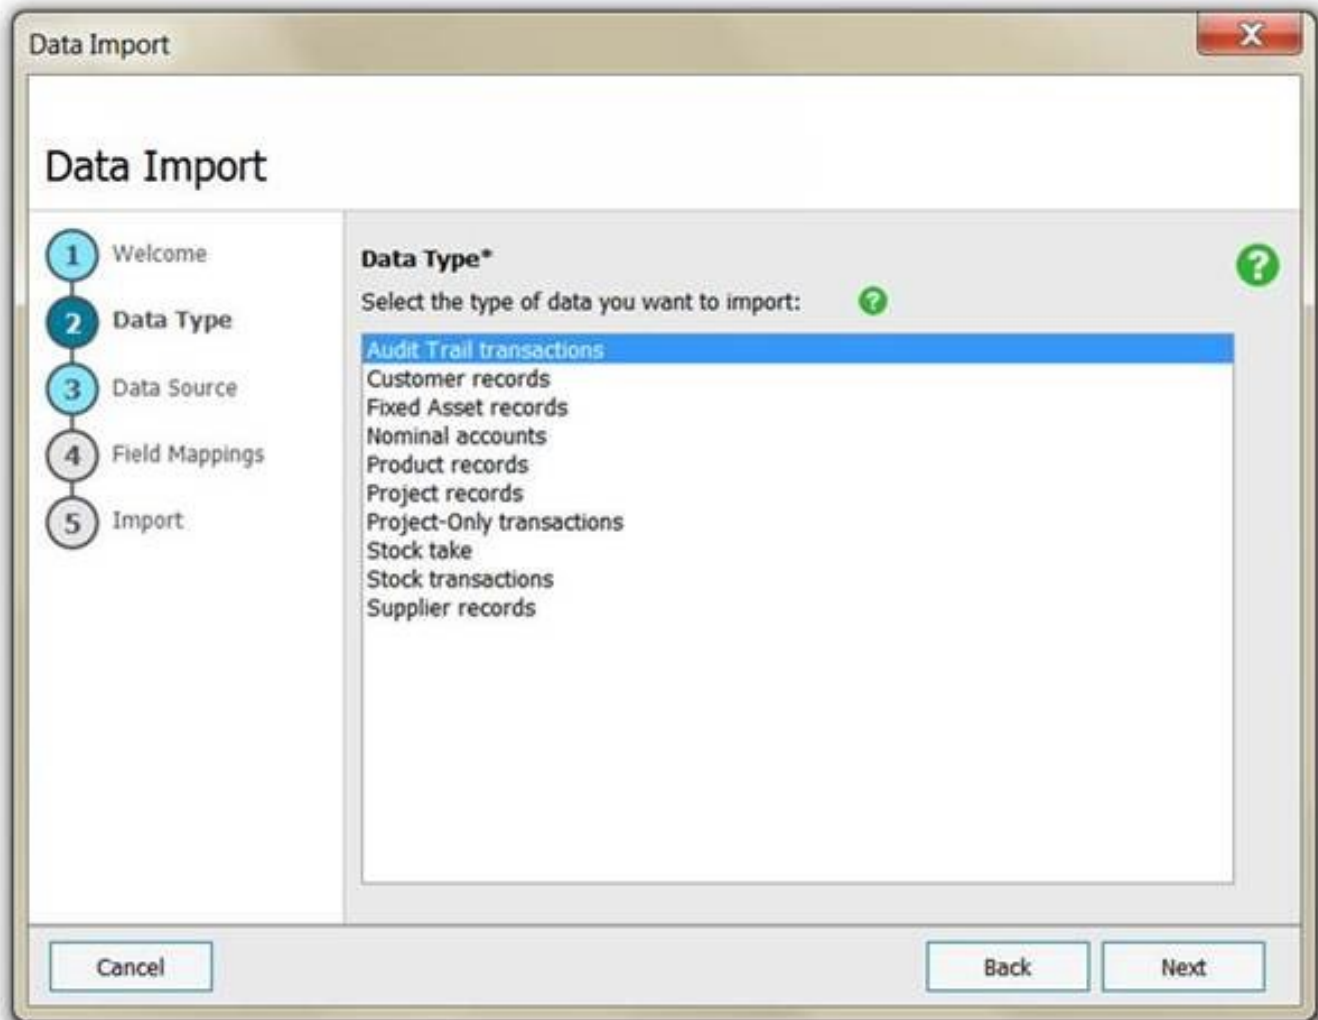 Data Import
Data Import
1 Welcome
2 Data Type
3 Data Source
4 Field Mappings
5 Import
Data Type*
Select the type of data you want to import: ?
?
Audit Trail transactions
Customer records
Fixed Asset records
Nominal accounts
Product records
Project records
Project-Only transactions
Stock take
Stock transactions
Supplier records
Cancel
Back
Next